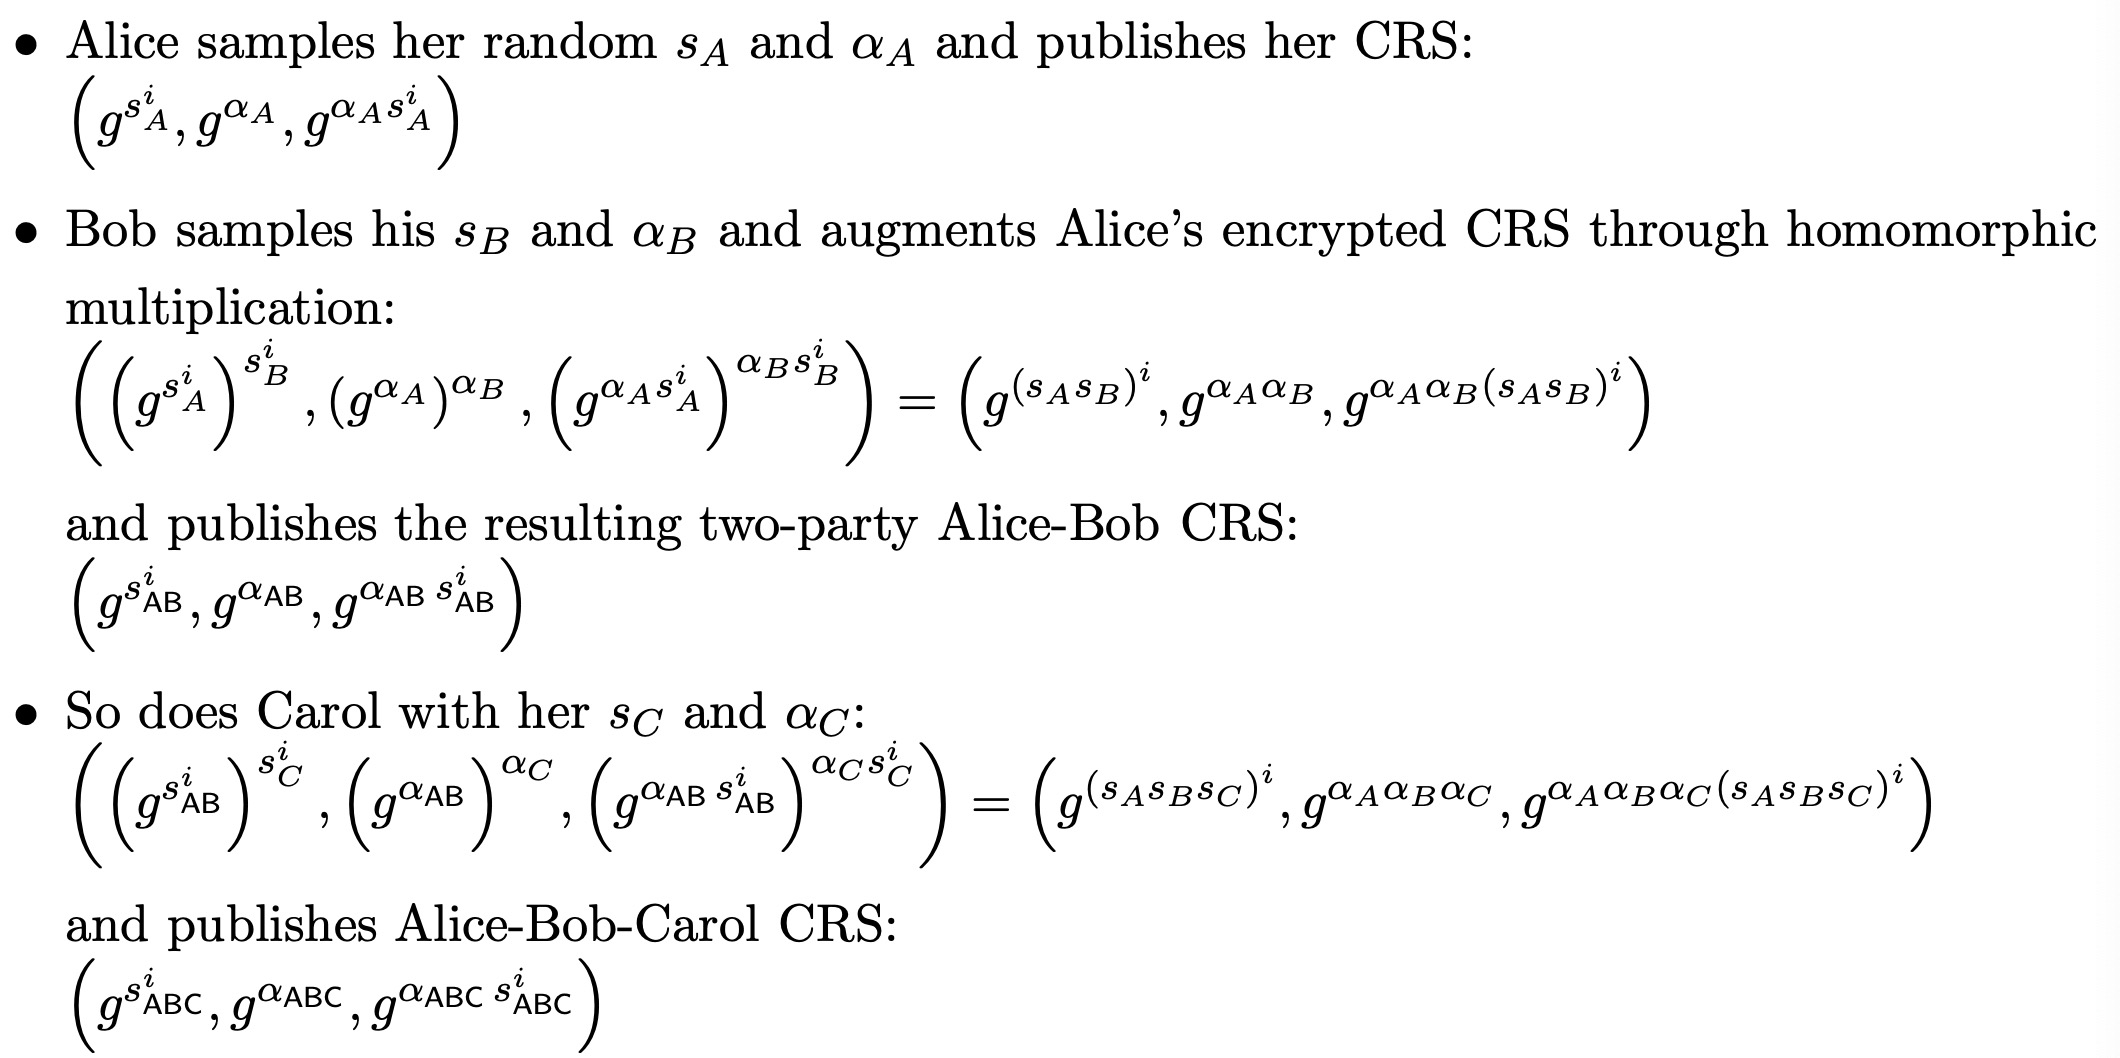 • Alice samples her random $s_A$ and $\alpha_A$ and publishes her CRS:
$\left(g^{s_A^i}, g^{\alpha_A}, g^{\alpha_A s_A^i}\right)$
• Bob samples his $s_B$ and $\alpha_B$ and augments Alice's encrypted CRS through homomorphic
multiplication:
$\left(\left(g^{s_A^i}\right)^{s_B^i}, (g^{\alpha_A})^{\alpha_B}, \left(g^{\alpha_A s_A^i}\right)^{\alpha_B s_B^i}\right) = \left(g^{(s_A s_B)^i}, g^{\alpha_A \alpha_B}, g^{\alpha_A \alpha_B (s_A s_B)^i}\right)$
and publishes the resulting two-party Alice-Bob CRS:
$\left(g^{s_{\mathsf{AB}}^i}, g^{\alpha_{\mathsf{AB}}}, g^{\alpha_{\mathsf{AB}} s_{\mathsf{AB}}^i}\right)$
• So does Carol with her $s_C$ and $\alpha_C$:
$\left(\left(g^{s_{\mathsf{AB}}^i}\right)^{s_C^i}, \left(g^{\alpha_{\mathsf{AB}}}\right)^{\alpha_C}, \left(g^{\alpha_{\mathsf{AB}} s_{\mathsf{AB}}^i}\right)^{\alpha_C s_C^i}\right) = \left(g^{(s_A s_B s_C)^i}, g^{\alpha_A \alpha_B \alpha_C}, g^{\alpha_A \alpha_B \alpha_C (s_A s_B s_C)^i}\right)$
and publishes Alice-Bob-Carol CRS:
$\left(g^{s_{\mathsf{ABC}}^i}, g^{\alpha_{\mathsf{ABC}}}, g^{\alpha_{\mathsf{ABC}} s_{\mathsf{ABC}}^i}\right)$